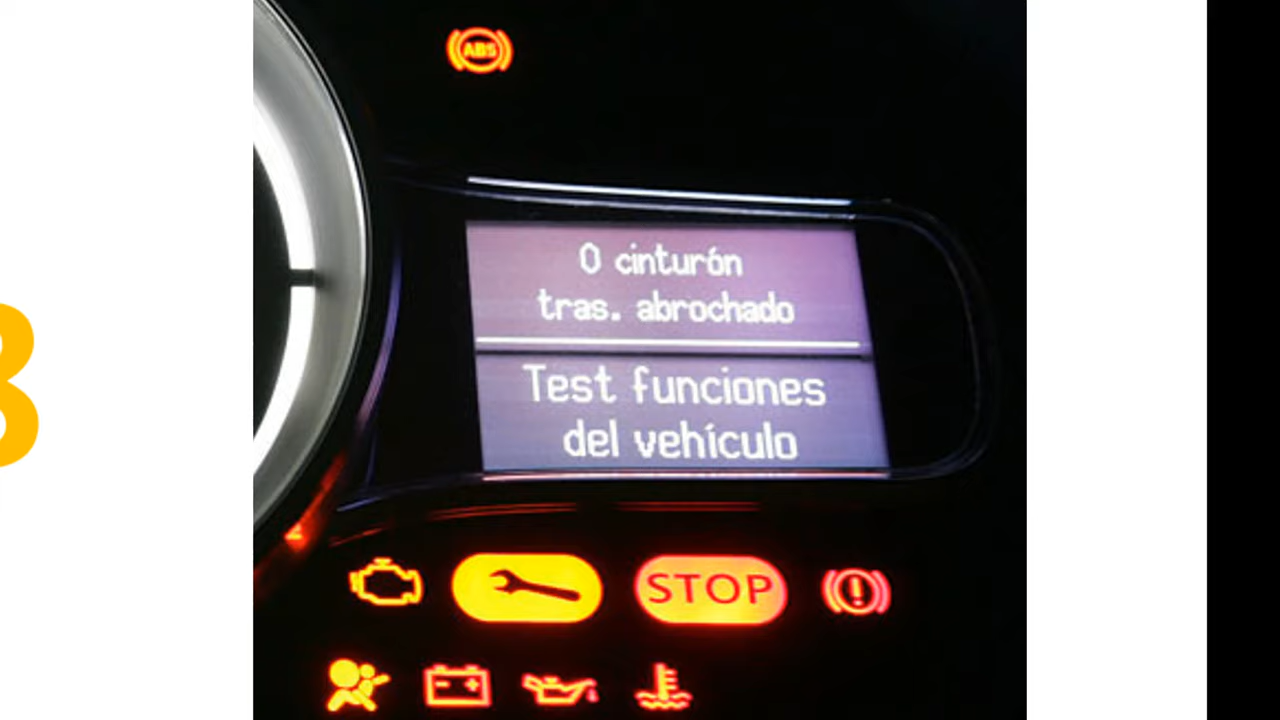 ABS
0 cinturón
tras. abrochado
Test funciones
del vehículo
STOP